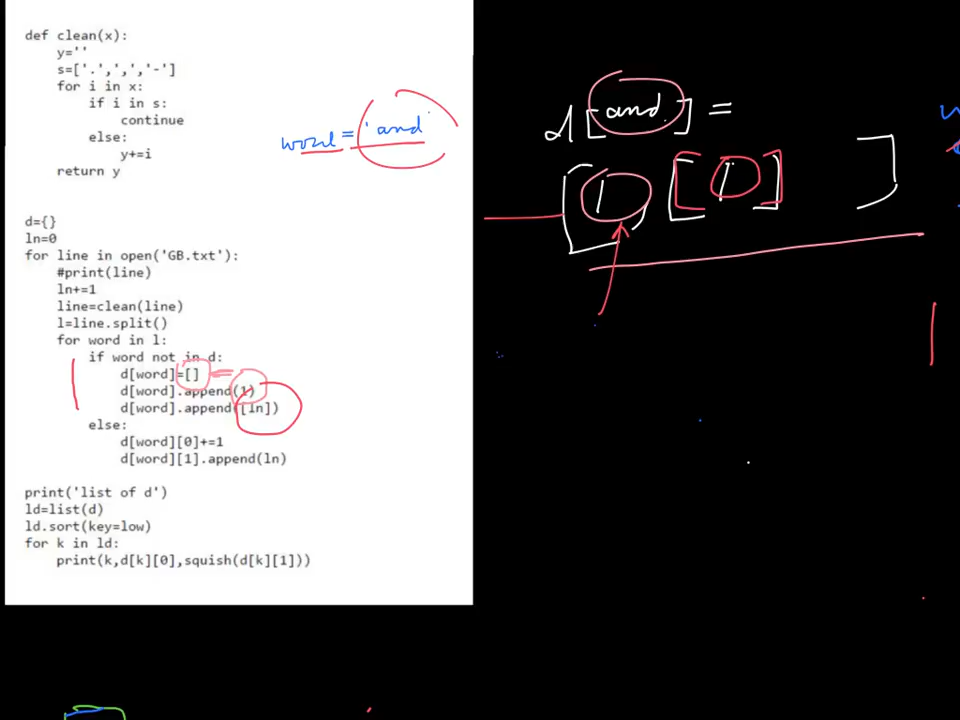 def clean(x):
    y=''
    s=['.',',','-']
    for i in x:
        if i in s:
            continue
        else:
            y+=i
    return y
d={}
ln=0
for line in open('GB.txt'):
    #print(line)
    ln+=1
    line=clean(line)
    l=line.split()
    for word in l:
        if word not in d:
            d[word]=[]
            d[word].append(1)
            d[word].append([ln])
        else:
            d[word][0]+=1
            d[word][1].append(ln)
print('list of d')
ld=list(d)
ld.sort(key=low)
for k in ld:
    print(k,d[k][0],squish(d[k][1]))
word = 'and'
d[and] =
[1, [1] ]